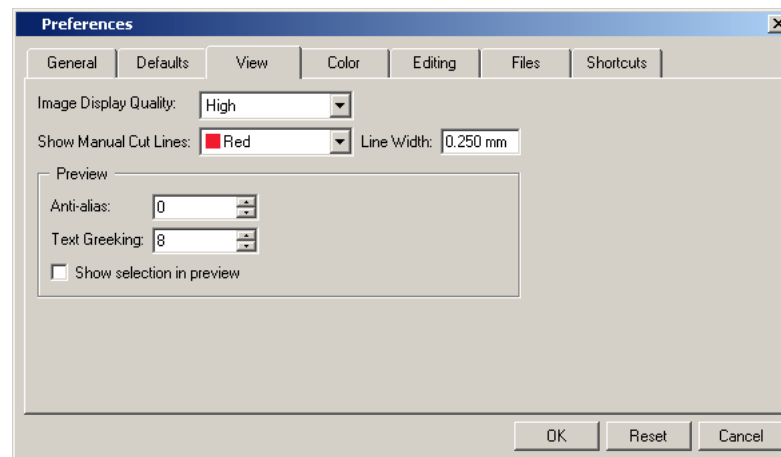 Preferences
General Defaults View Color Editing Files Shortcuts
Image Display Quality: High
Show Manual Cut Lines: Red Line Width: 0.250 mm
Preview
Anti-alias: 0
Text Greeking: 8
Show selection in preview
OK Reset Cancel